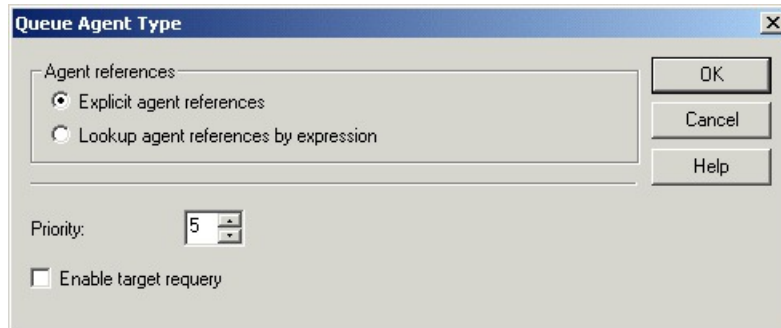 Queue Agent Type
Agent references
Explicit agent references
Lookup agent references by expression
OK
Cancel
Help
Priority:
5
Enable target requery